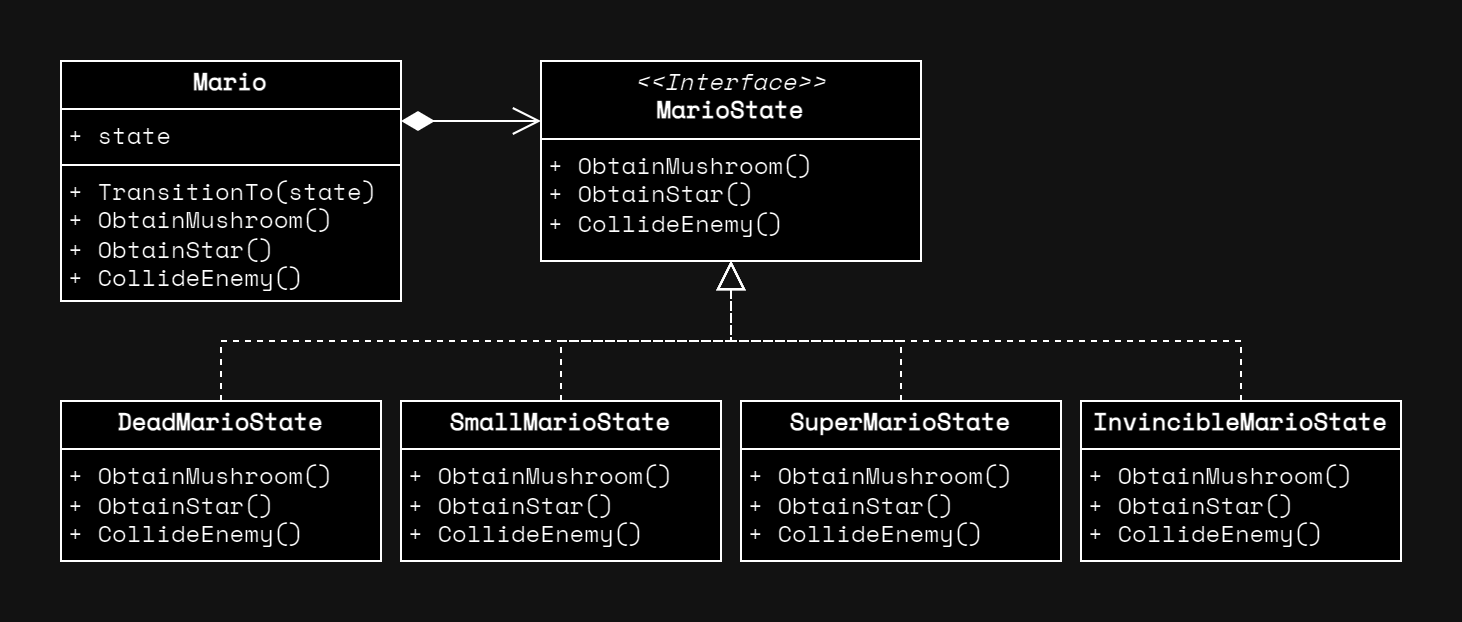 Mario
+ state
+ TransitionTo(state)
+ ObtainMushroom()
+ ObtainStar()
+ CollideEnemy()
<<Interface>>
MarioState
+ ObtainMushroom()
+ ObtainStar()
+ CollideEnemy()
DeadMarioState
+ ObtainMushroom()
+ ObtainStar()
+ CollideEnemy()
SmallMarioState
+ ObtainMushroom()
+ ObtainStar()
+ CollideEnemy()
SuperMarioState
+ ObtainMushroom()
+ ObtainStar()
+ CollideEnemy()
InvincibleMarioState
+ ObtainMushroom()
+ ObtainStar()
+ CollideEnemy()